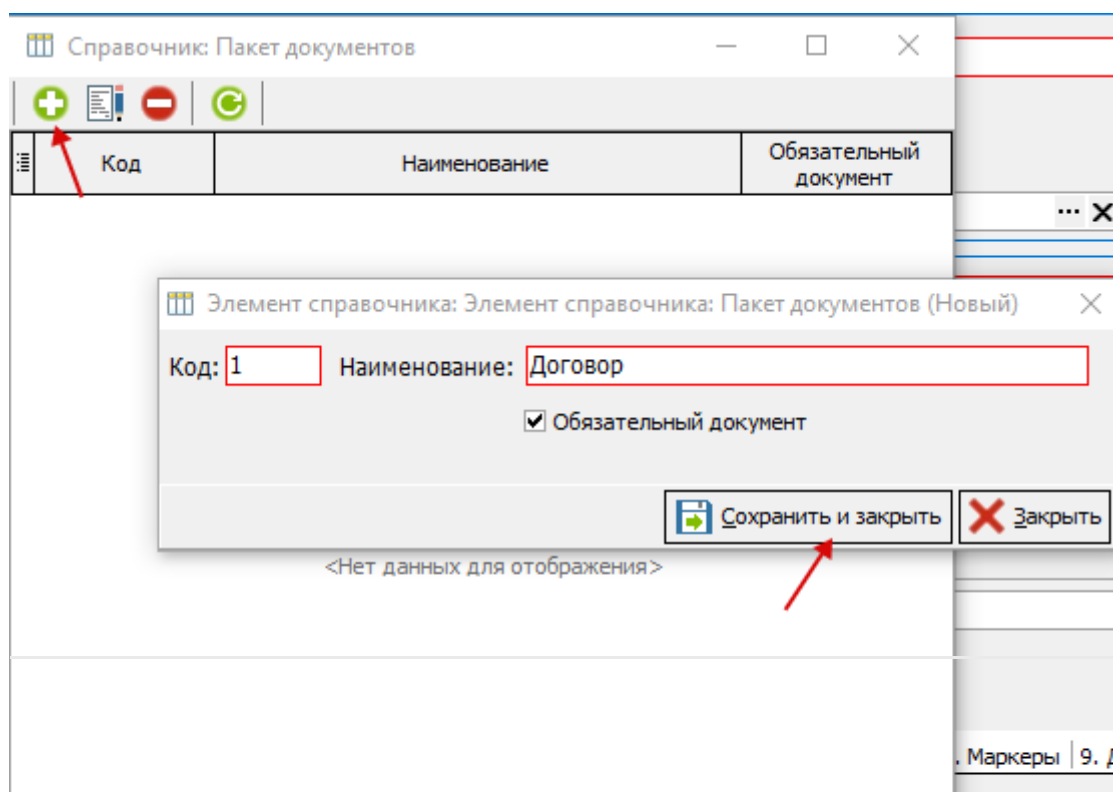 Справочник: Пакет документов
Код
Наименование
Обязательный
документ
Элемент справочника: Элемент справочника: Пакет документов (Новый)
Код: 1 Наименование: Договор
Обязательный документ
Сохранить и закрыть Закрыть
<Нет данных для отображения>
. Маркеры 9.